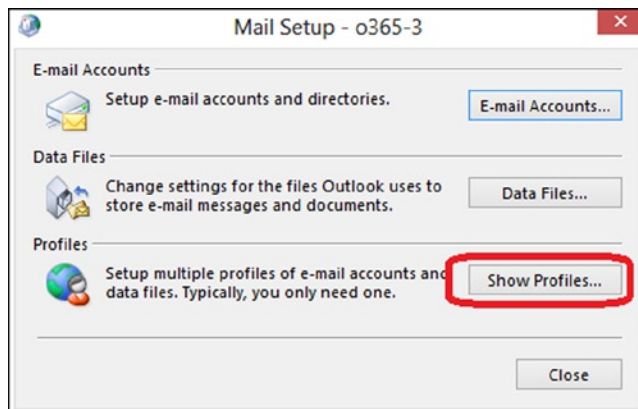 Mail Setup - o365-3
E-mail Accounts
Setup e-mail accounts and directories.
E-mail Accounts...
Data Files
Change settings for the files Outlook uses to
store e-mail messages and documents.
Data Files...
Profiles
Setup multiple profiles of e-mail accounts and
data files. Typically, you only need one.
Show Profiles...
Close